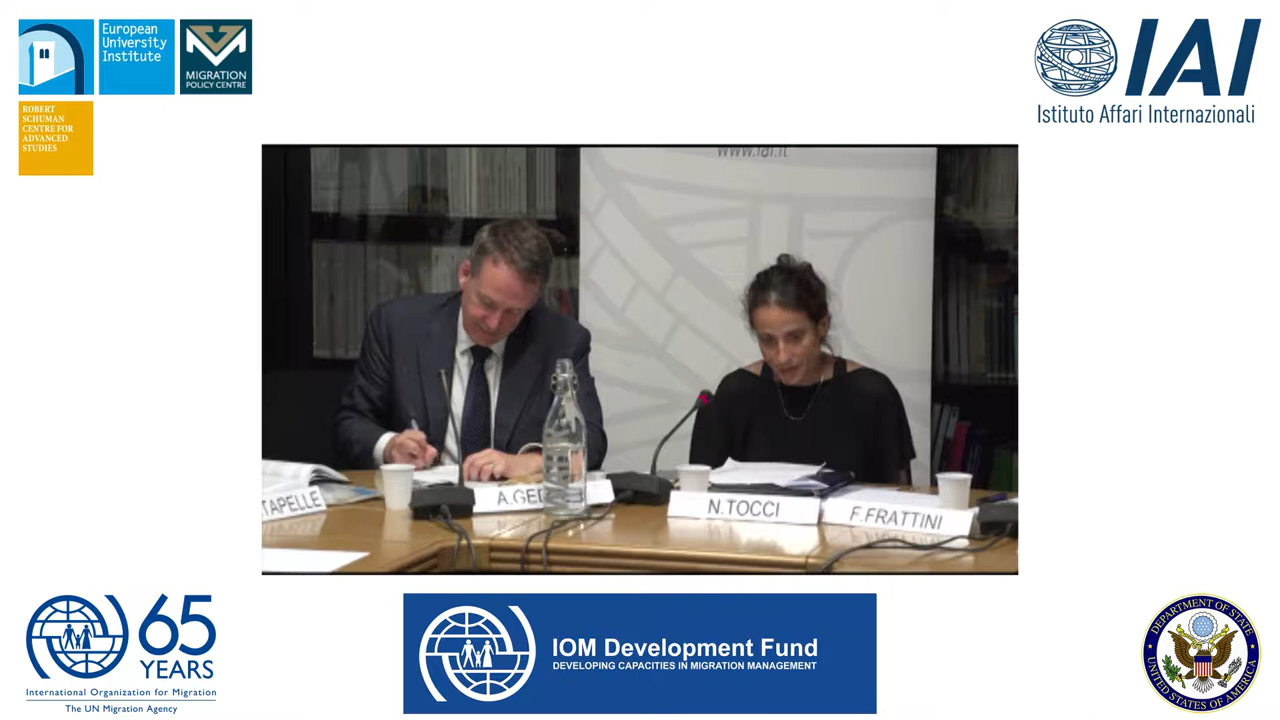 European
University
Institute
MIGRATION
POLICY CENTRE
ROBERT
SCHUMAN
CENTRE FOR
ADVANCED
STUDIES
IAI
Istituto Affari Internazionali
www.iai.it
TAPELLE
A.GE
N.TOCCI
F.FRATTINI
65
YEARS
International Organization for Migration
The UN Migration Agency
IOM Development Fund
DEVELOPING CAPACITIES IN MIGRATION MANAGEMENT
DEPARTMENT OF STATE
UNITED STATES OF AMERICA